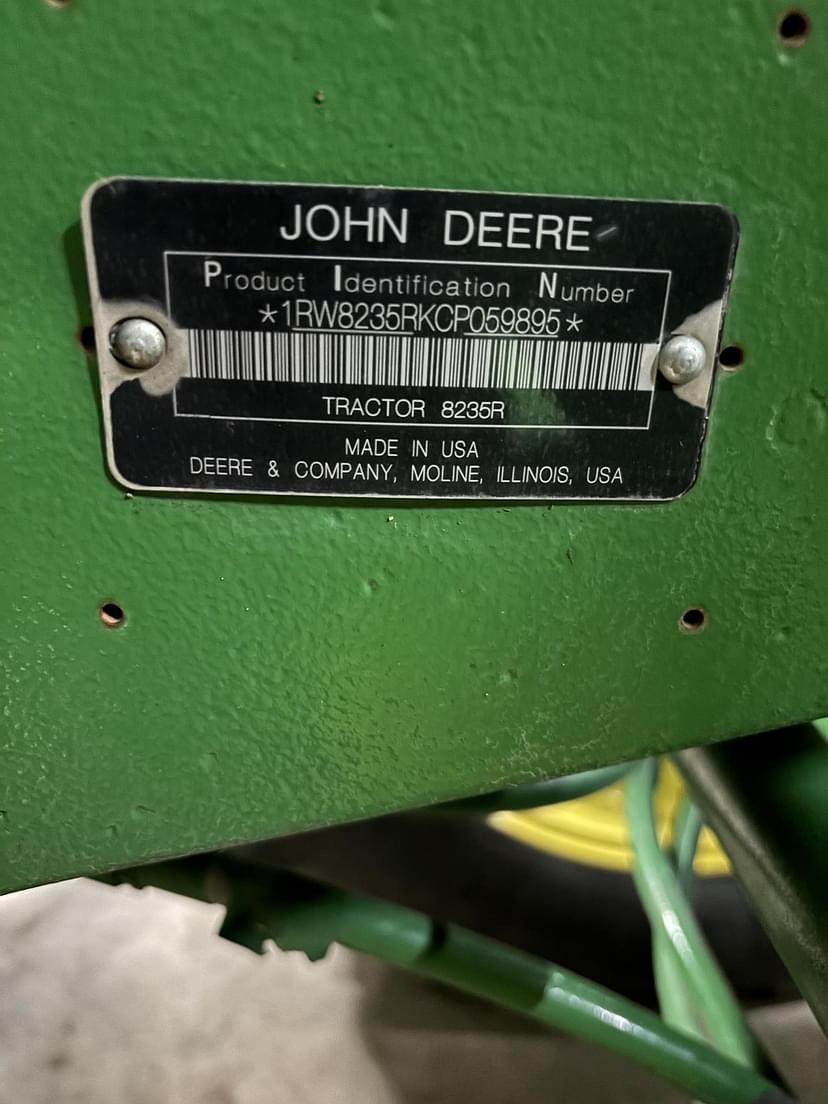 JOHN DEERE
Product Identification Number
*1RW8235RKCP059895*
TRACTOR 8235R
MADE IN USA
DEERE & COMPANY, MOLINE, ILLINOIS, USA